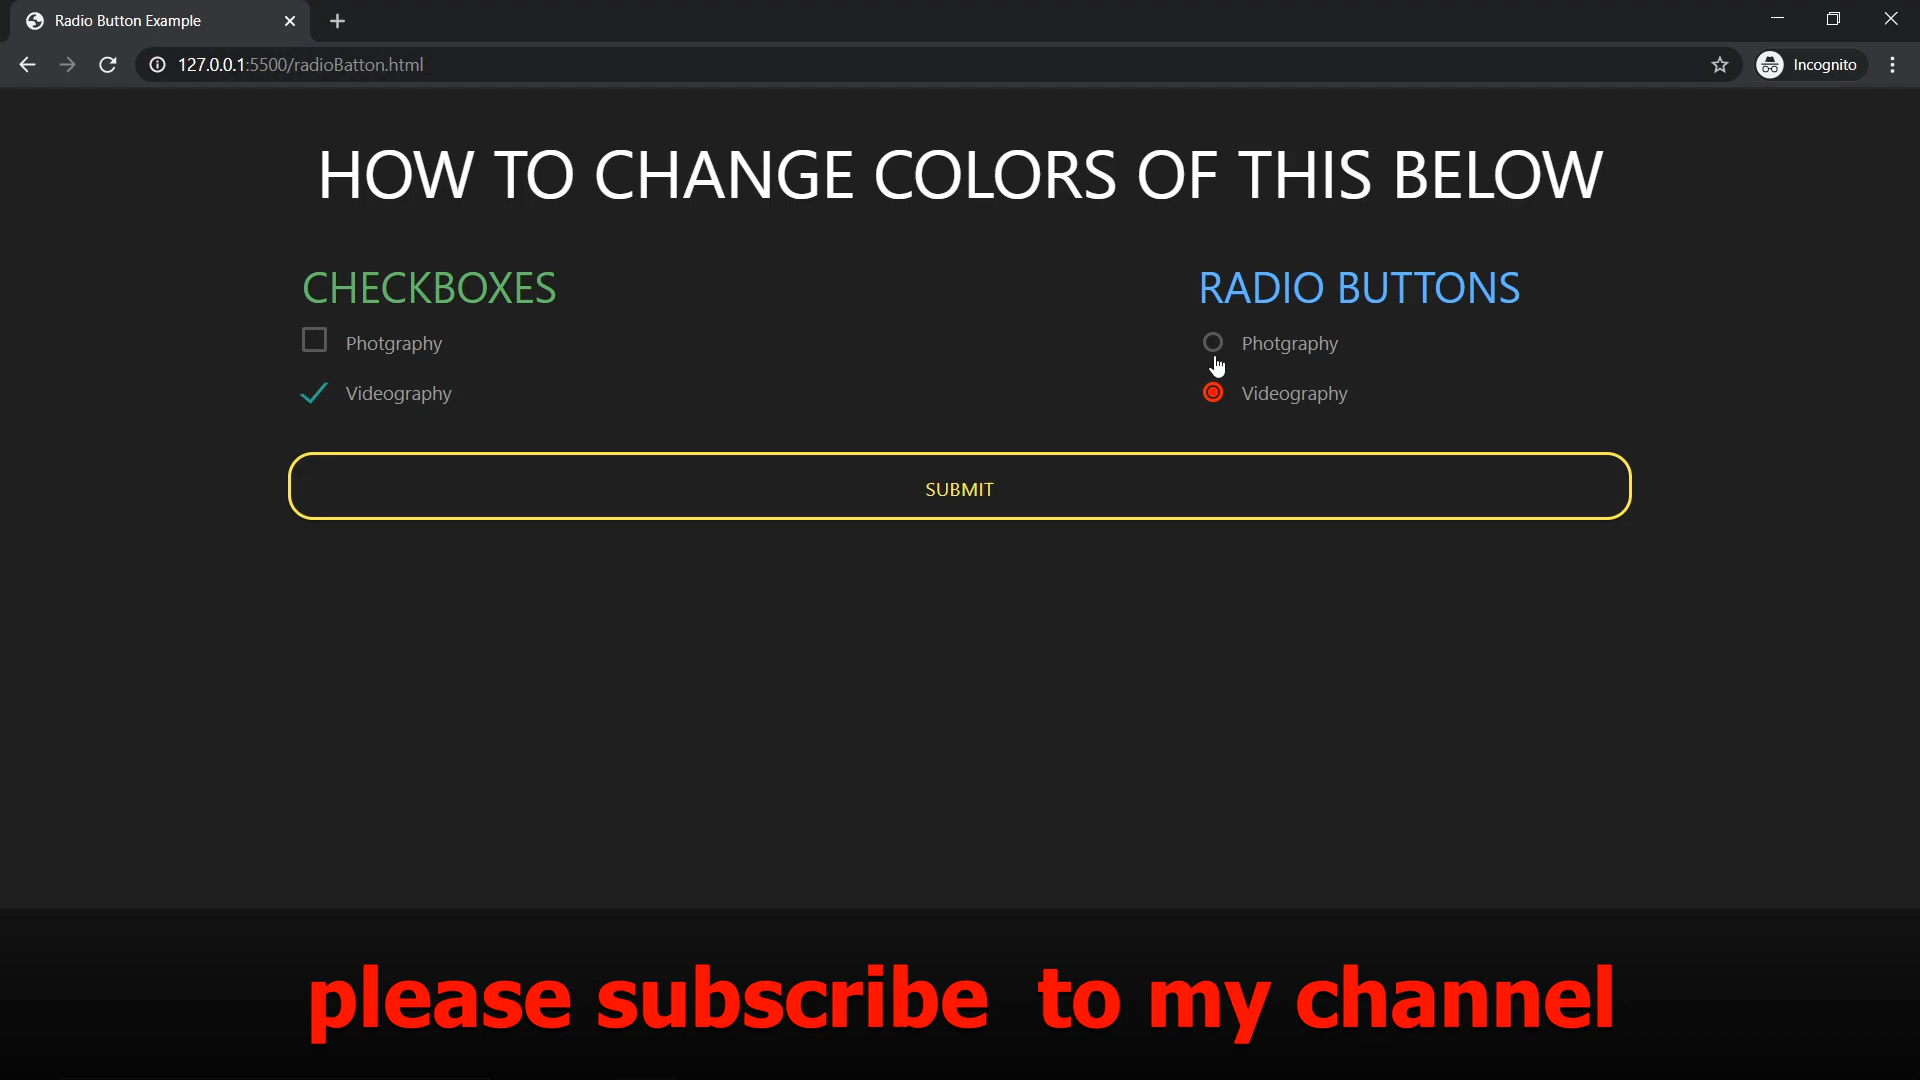 Radio Button Example
127.0.0.1:5500/radioBatton.html
Incognito
HOW TO CHANGE COLORS OF THIS BELOW
CHECKBOXES
Photgraphy
Videography
RADIO BUTTONS
Photgraphy
Videography
SUBMIT
please subscribe to my channel